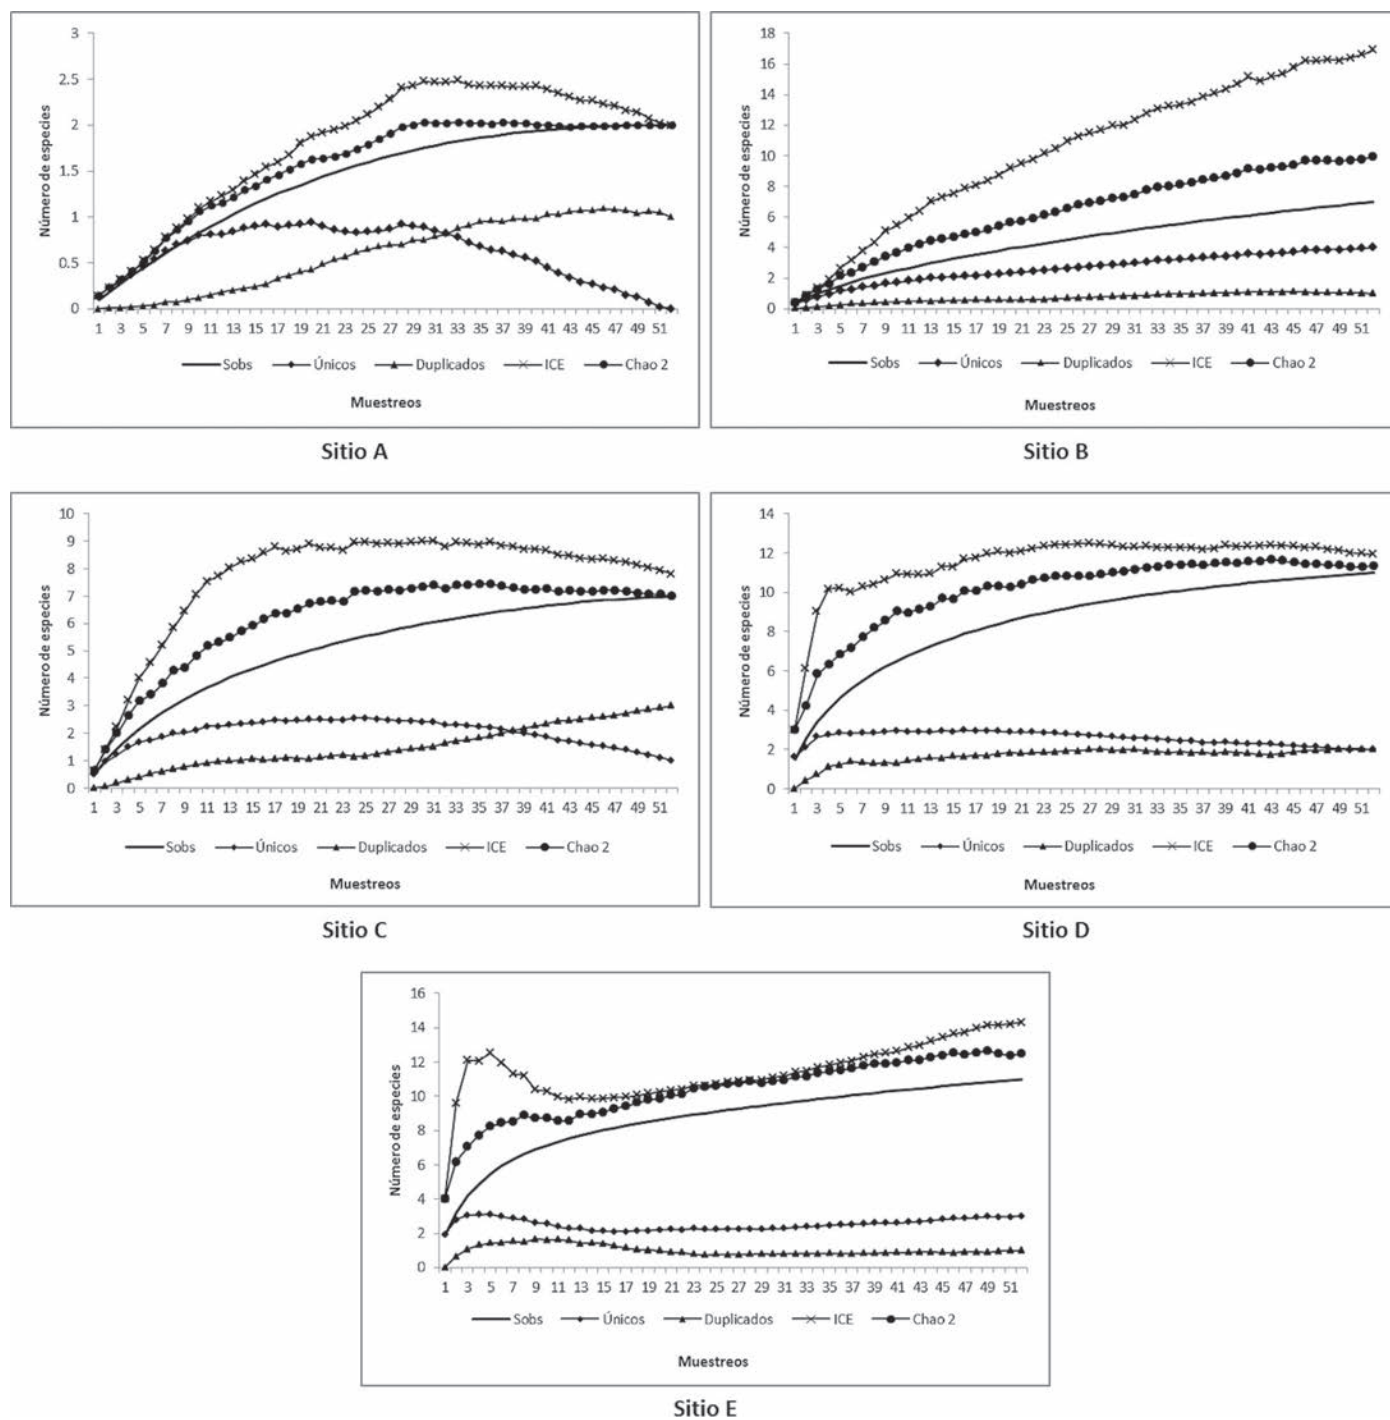 Número de especies
3
2.5
2
1.5
1
0.5
0
1 3 5 7 9 11 13 15 17 19 21 23 25 27 29 31 33 35 37 39 41 43 45 47 49 51
Sobs Únicos Duplicados ICE Chao 2
Muestreos
Sitio A
Número de especies
18
16
14
12
10
8
6
4
2
0
1 3 5 7 9 11 13 15 17 19 21 23 25 27 29 31 33 35 37 39 41 43 45 47 49 51
Sobs Únicos Duplicados ICE Chao 2
Muestreos
Sitio B
Número de especies
10
9
8
7
6
5
4
3
2
1
0
1 3 5 7 9 11 13 15 17 19 21 23 25 27 29 31 33 35 37 39 41 43 45 47 49 51
Sobs Únicos Duplicados ICE Chao 2
Muestreos
Sitio C
Número de especies
14
12
10
8
6
4
2
0
1 3 5 7 9 11 13 15 17 19 21 23 25 27 29 31 33 35 37 39 41 43 45 47 49 51
Sobs Únicos Duplicados ICE Chao 2
Muestreos
Sitio D
Número de especies
16
14
12
10
8
6
4
2
0
1 3 5 7 9 11 13 15 17 19 21 23 25 27 29 31 33 35 37 39 41 43 45 47 49 51
Sobs Únicos Duplicados ICE Chao 2
Muestreos
Sitio E